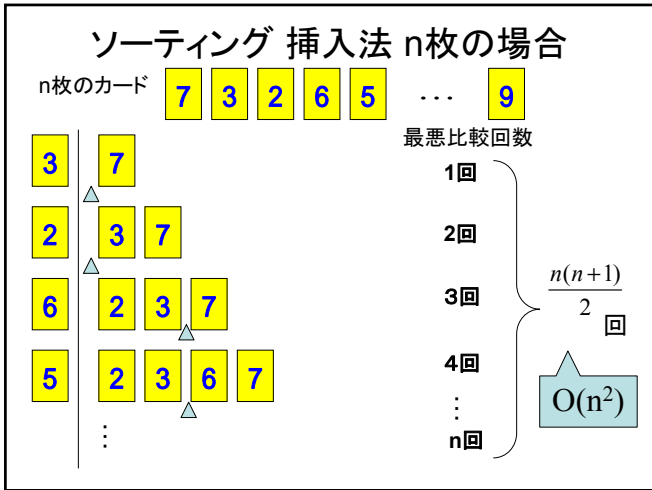 ソーティング 挿入法 n枚の場合
n枚のカード 7 3 2 6 5 … 9
最悪比較回数
3 7 1回
2 3 7 2回
6 2 3 7 3回
n(n+1)/2 回
5 2 3 6 7 4回
O(n²)
⋮ ⋮
n回